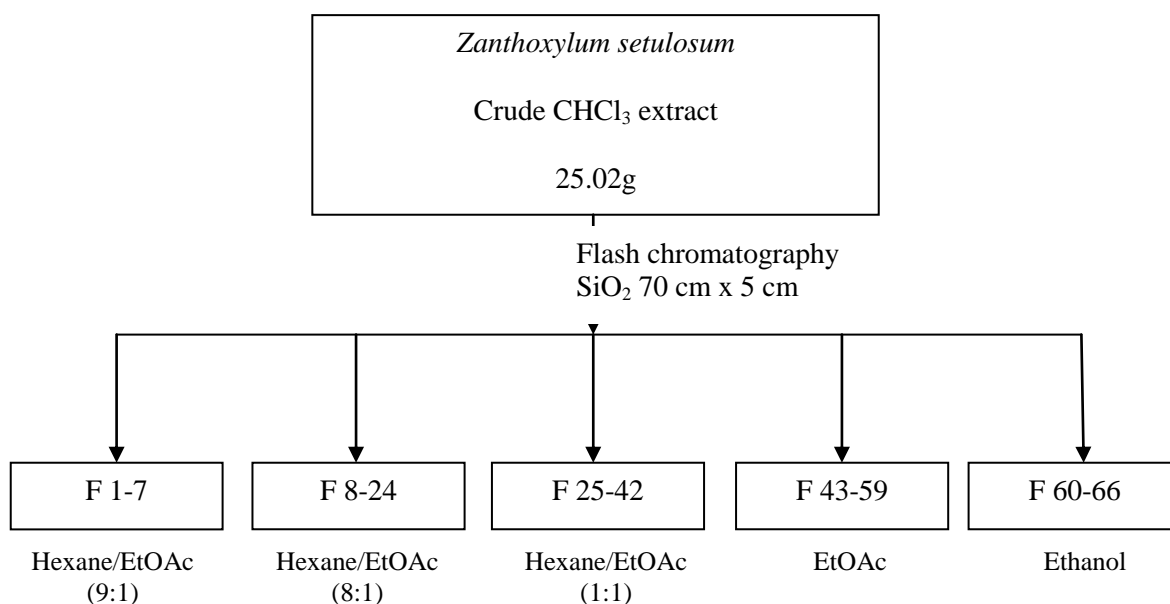 Zanthoxylum setulosum
Crude CHCl₃ extract
25.02g
Flash chromatography
SiO₂ 70 cm x 5 cm
F 1-7
F 8-24
F 25-42
F 43-59
F 60-66
Hexane/EtOAc
(9:1)
Hexane/EtOAc
(8:1)
Hexane/EtOAc
(1:1)
EtOAc
Ethanol